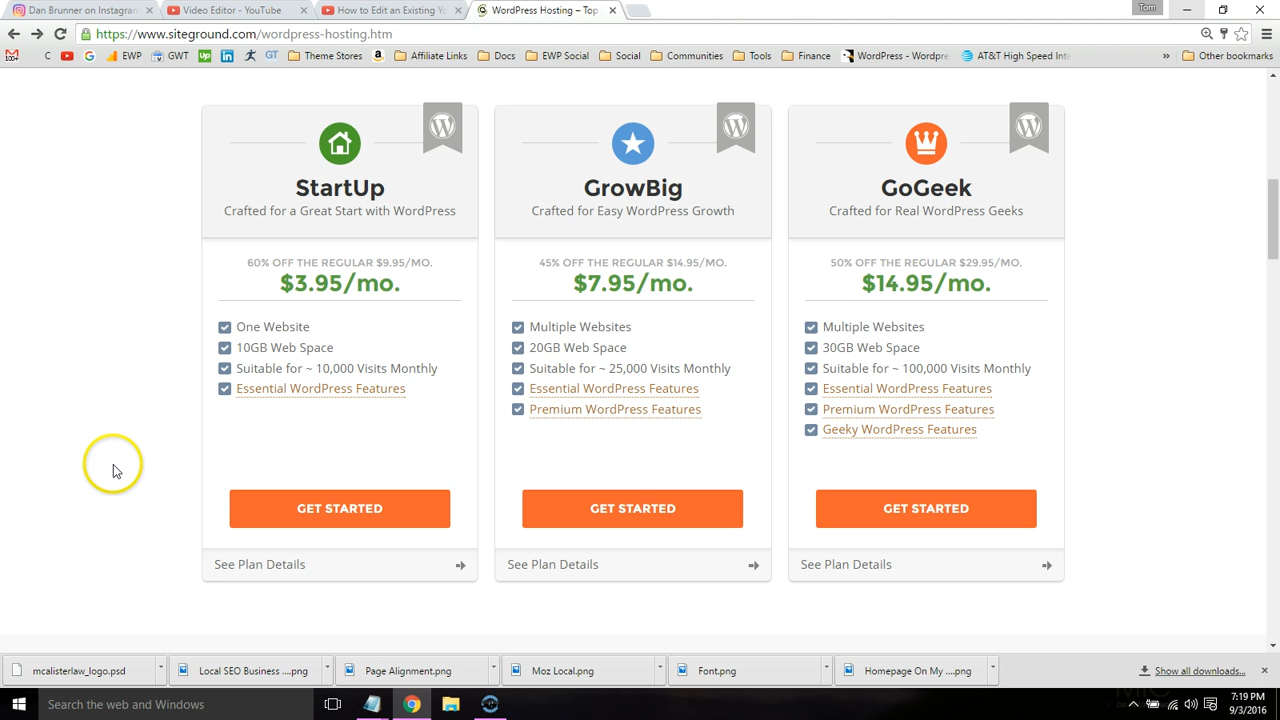 Dan Brunner on Instagram
Video Editor - YouTube
How to Edit an Existing Yo
WordPress Hosting – Top
Tom
https://www.siteground.com/wordpress-hosting.htm
100+
C
EWP
GWT
Up
in
GT
Theme Stores
a
Affiliate Links
Docs
EWP Social
Social
Communities
Tools
Finance
WordPress - Wordpre
AT&T High Speed Inte
»
Other bookmarks
StartUp
Crafted for a Great Start with WordPress
60% OFF THE REGULAR $9.95/MO.
$3.95/mo.
One Website
10GB Web Space
Suitable for ~ 10,000 Visits Monthly
Essential WordPress Features
GET STARTED
See Plan Details
GrowBig
Crafted for Easy WordPress Growth
45% OFF THE REGULAR $14.95/MO.
$7.95/mo.
Multiple Websites
20GB Web Space
Suitable for ~ 25,000 Visits Monthly
Essential WordPress Features
Premium WordPress Features
GET STARTED
See Plan Details
GoGeek
Crafted for Real WordPress Geeks
50% OFF THE REGULAR $29.95/MO.
$14.95/mo.
Multiple Websites
30GB Web Space
Suitable for ~ 100,000 Visits Monthly
Essential WordPress Features
Premium WordPress Features
Geeky WordPress Features
GET STARTED
See Plan Details
mcalisterlaw_logo.psd
Local SEO Business ....png
Page Alignment.png
Moz Local.png
Font.png
Homepage On My ....png
Show all downloads...
Search the web and Windows
7:19 PM
9/3/2016